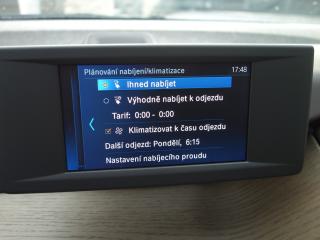 Plánování nabíjení/klimatizace 17:48
Ihned nabíjet
Výhodně nabíjet k odjezdu
Tarif: 0:00 - 0:00
Klimatizovat k času odjezdu
Další odjezd: Pondělí, 6:15
Nastavení nabíjecího proudu